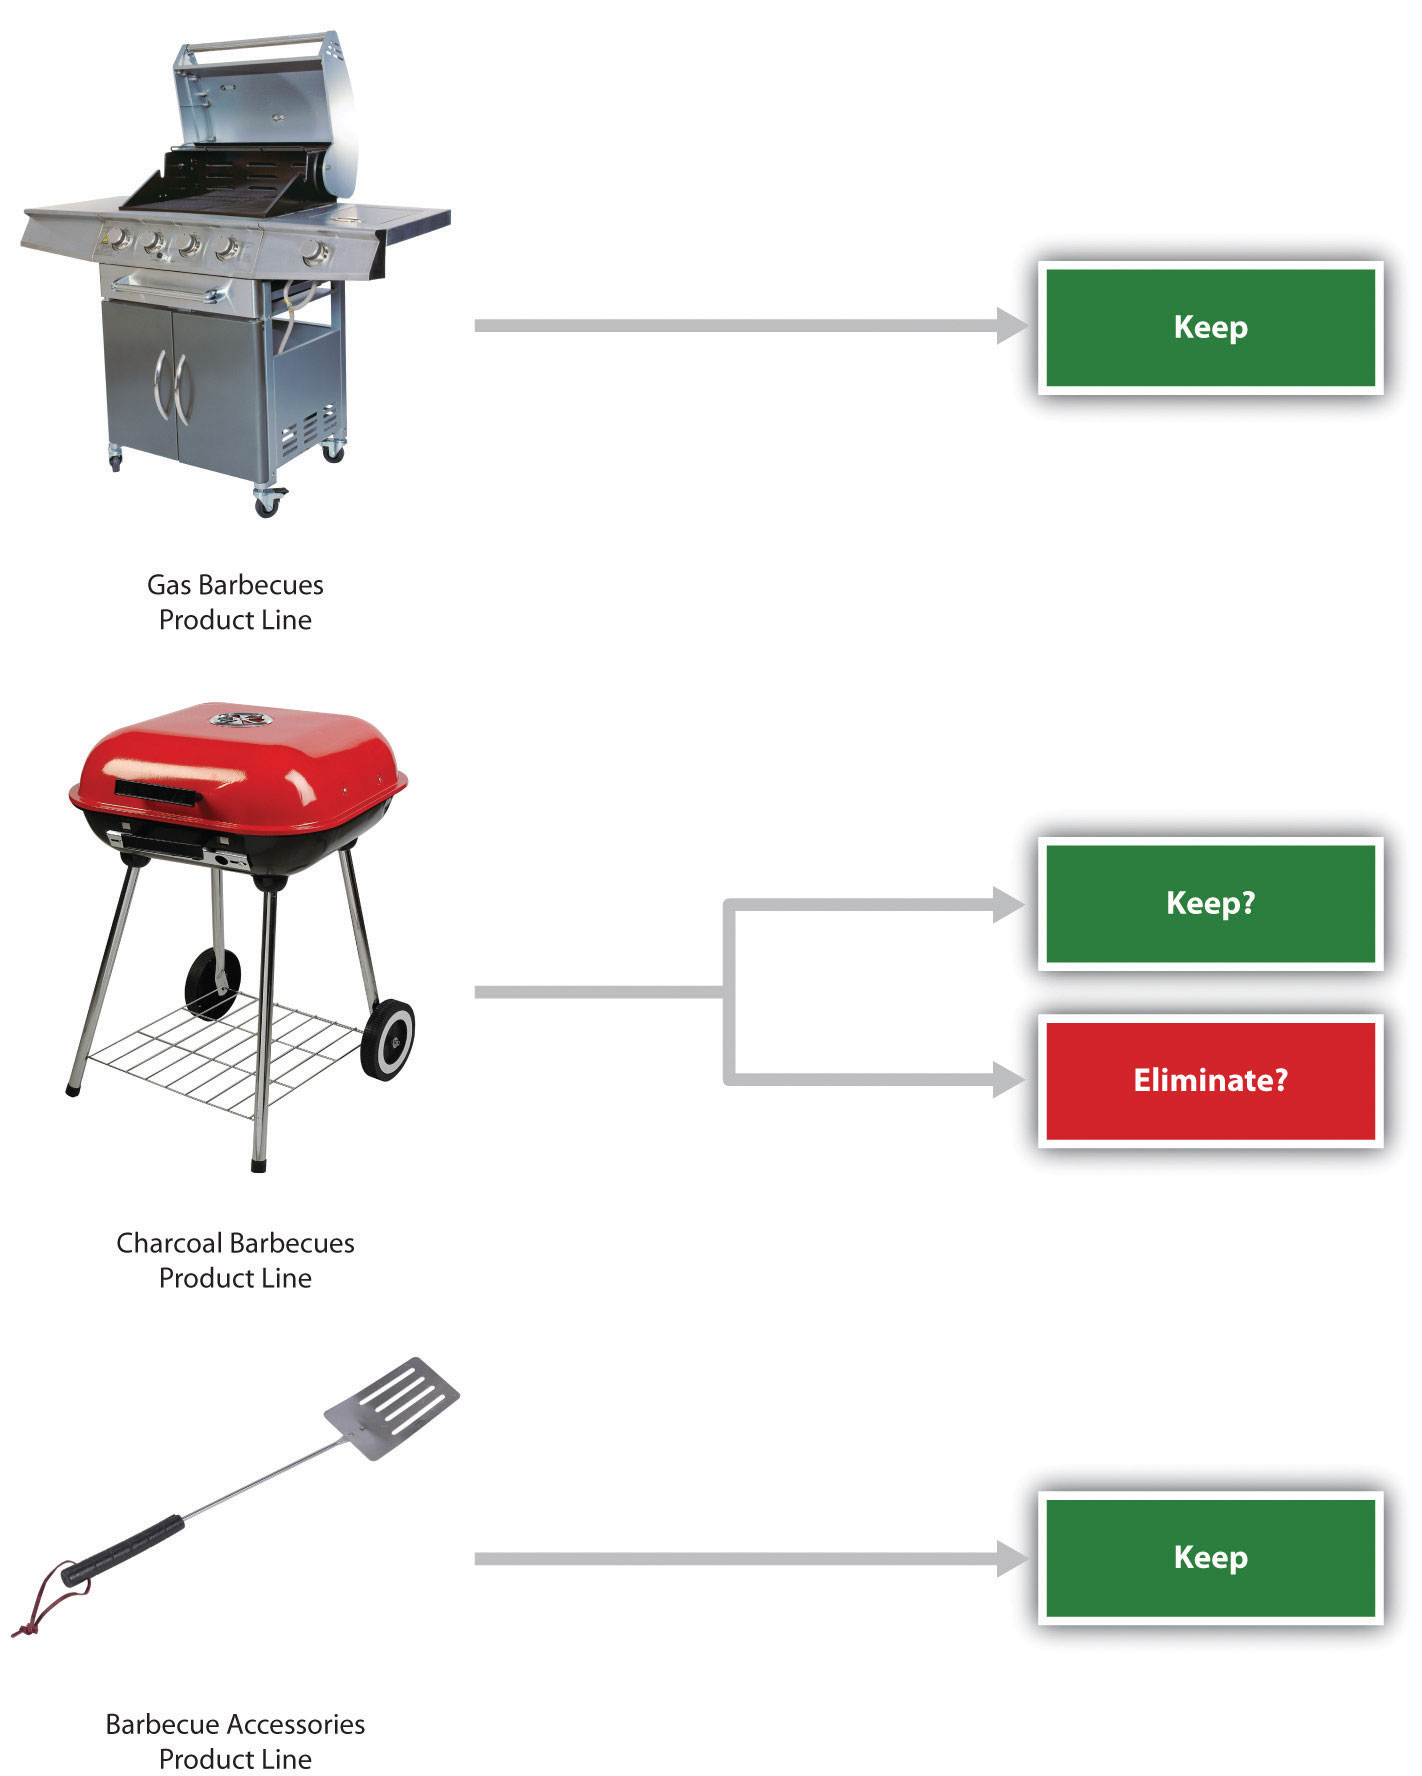 Keep
Gas Barbecues
Product Line
Keep?
Eliminate?
Charcoal Barbecues
Product Line
Keep
Barbecue Accessories
Product Line